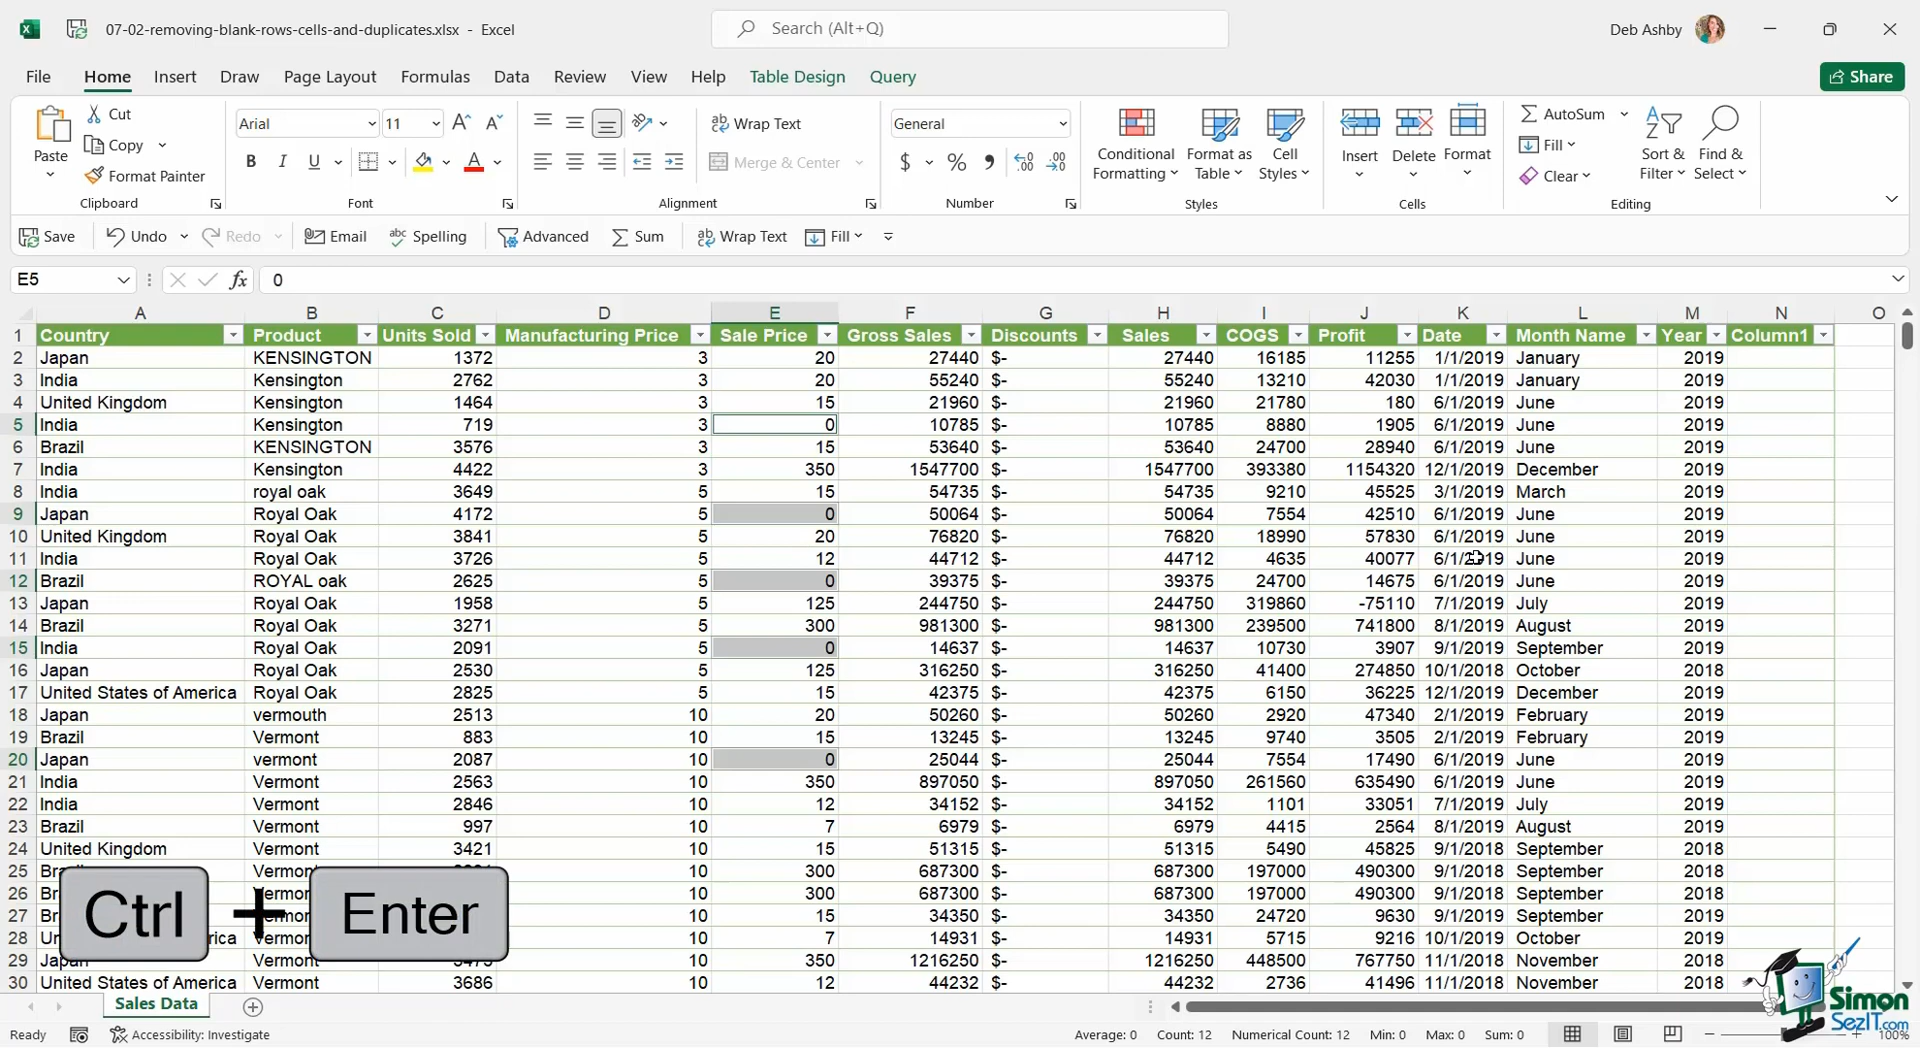 07-02-removing-blank-rows-cells-and-duplicates.xlsx - Excel
Search (Alt+Q)
Deb Ashby
File Home Insert Draw Page Layout Formulas Data Review View Help Table Design Query Share
Paste Cut Copy Format Painter
Arial 11
B I U A
Wrap Text Merge & Center
General $ %
Conditional Formatting Format as Table Cell Styles
Insert Delete Format
AutoSum Fill Clear Sort & Filter Find & Select
Clipboard Font Alignment Number Styles Cells Editing
Save Undo Redo Email Spelling Advanced Sum Wrap Text Fill
E5 fx 0
A B C D E F G H I J K L M N O
1 Country Product Units Sold Manufacturing Price Sale Price Gross Sales Discounts Sales COGS Profit Date Month Name Year Column1
2 Japan KENSINGTON 1372 3 20 27440 $- 27440 16185 11255 1/1/2019 January 2019
3 India Kensington 2762 3 20 55240 $- 55240 13210 42030 1/1/2019 January 2019
4 United Kingdom Kensington 1464 3 15 21960 $- 21960 21780 180 6/1/2019 June 2019
5 India Kensington 719 3 0 10785 $- 10785 8880 1905 6/1/2019 June 2019
6 Brazil KENSINGTON 3576 3 15 53640 $- 53640 24700 28940 6/1/2019 June 2019
7 India Kensington 4422 3 350 1547700 $- 1547700 393380 1154320 12/1/2019 December 2019
8 India royal oak 3649 5 15 54735 $- 54735 9210 45525 3/1/2019 March 2019
9 Japan Royal Oak 4172 5 0 50064 $- 50064 7554 42510 6/1/2019 June 2019
10 United Kingdom Royal Oak 3841 5 20 76820 $- 76820 18990 57830 6/1/2019 June 2019
11 India Royal Oak 3726 5 12 44712 $- 44712 4635 40077 6/1/2019 June 2019
12 Brazil ROYAL oak 2625 5 0 39375 $- 39375 24700 14675 6/1/2019 June 2019
13 Japan Royal Oak 1958 5 125 244750 $- 244750 319860 -75110 7/1/2019 July 2019
14 Brazil Royal Oak 3271 5 300 981300 $- 981300 239500 741800 8/1/2019 August 2019
15 India Royal Oak 2091 5 0 14637 $- 14637 10730 3907 9/1/2019 September 2019
16 Japan Royal Oak 2530 5 125 316250 $- 316250 41400 274850 10/1/2018 October 2018
17 United States of America Royal Oak 2825 5 15 42375 $- 42375 6150 36225 12/1/2019 December 2019
18 Japan vermouth 2513 10 20 50260 $- 50260 2920 47340 2/1/2019 February 2019
19 Brazil Vermont 883 10 15 13245 $- 13245 9740 3505 2/1/2019 February 2019
20 Japan vermont 2087 10 0 25044 $- 25044 7554 17490 6/1/2019 June 2019
21 India Vermont 2563 10 350 897050 $- 897050 261560 635490 6/1/2019 June 2019
22 India Vermont 2846 10 12 34152 $- 34152 1101 33051 7/1/2019 July 2019
23 Brazil Vermont 997 10 7 6979 $- 6979 4415 2564 8/1/2019 August 2019
24 United Kingdom Vermont 3421 10 15 51315 $- 51315 5490 45825 9/1/2018 September 2018
25 10 300 687300 $- 687300 197000 490300 9/1/2018 September 2018
26 10 300 687300 $- 687300 197000 490300 9/1/2018 September 2018
27 10 15 34350 $- 34350 24720 9630 9/1/2019 September 2019
28 10 7 14931 $- 14931 5715 9216 10/1/2019 October 2019
29 Vermont 10 350 1216250 $- 1216250 448500 767750 11/1/2018 November 2018
30 United States of America Vermont 3686 10 12 44232 $- 44232 2736 41496 11/1/2018 November 2018
Ctrl + Enter
Sales Data
Simon SezIT.com
Ready Accessibility: Investigate Average: 0 Count: 12 Numerical Count: 12 Min: 0 Max: 0 Sum: 0 100%